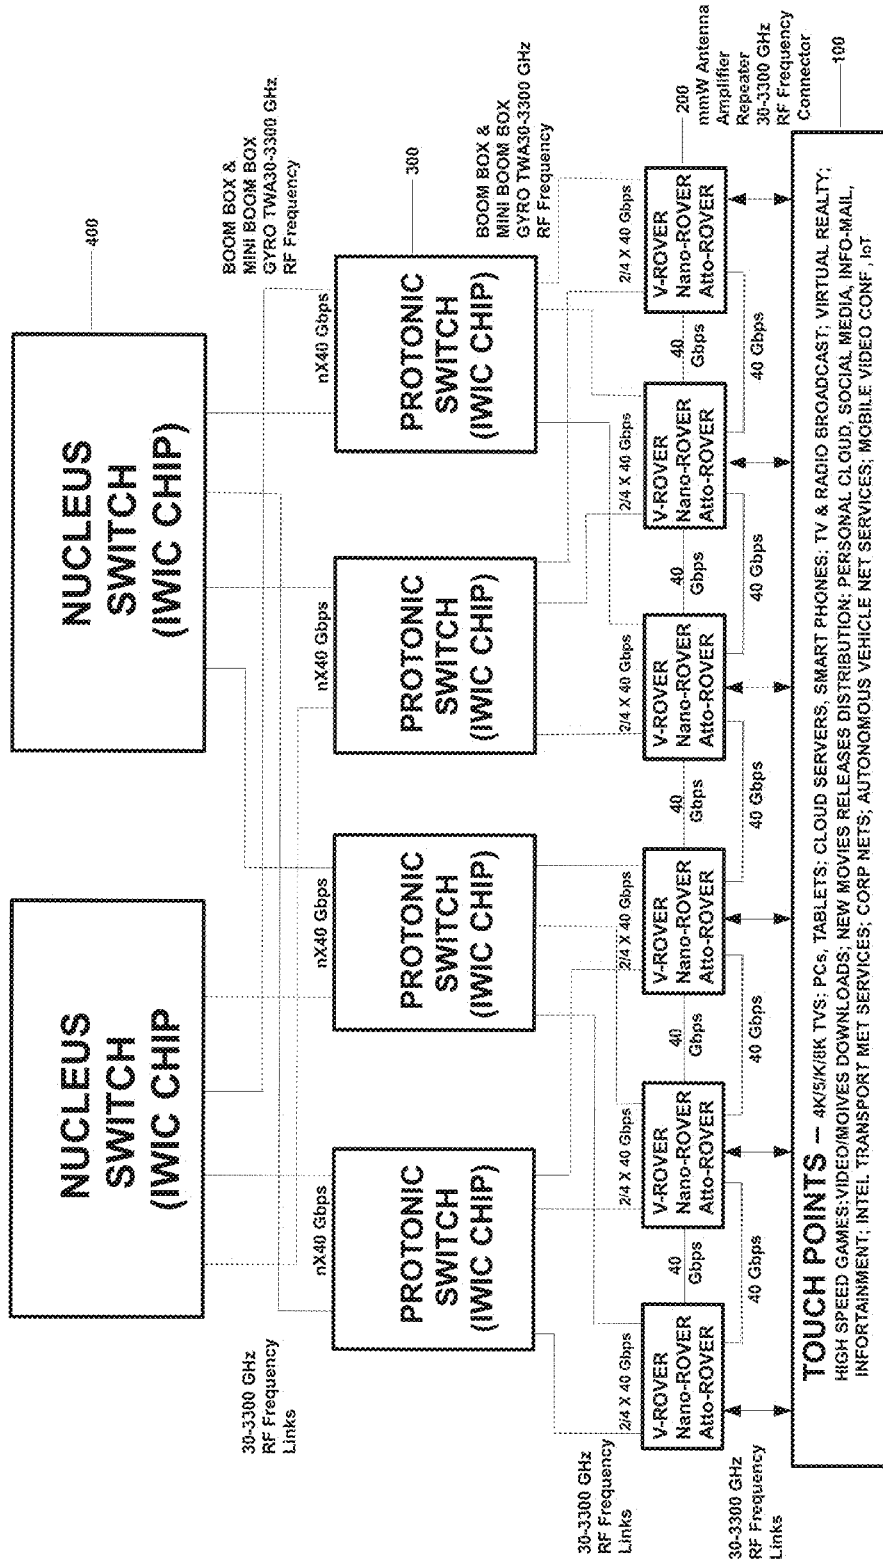 400
NUCLEUS
SWITCH
(IWIC CHIP
NUCLEUS
SWITCH
(IWIC CHIP)
30-3300 GHz
RF Frequency
Links
BOOM BOX &
MINI BOOM BOX
GYRO TWA30-3300 GHz
RF Frequency
nX40 Gbps
nX40 Gbps
nX40 Gbps
nX40 Gbps
300
PROTONIC
SWITCH
(IWIC CHIP)
PROTONIC
SWITCH
(IWIC CHIP)
PROTONIC
SWITCH
(IWIC CHIP)
PROTONIC
SWITCH
(IWIC CHIP)
BOOM BOX &
MINI BOOM BOX
GYRO TWA30-3300 GHz
RF Frequency
30-3300 GHz
RF Frequency
Links
2/4 X 40 Gbps
2/4 X 40 Gbps
2/4 X 40 Gbps
2/4 X 40 Gbps
2/4 X 40 Gbps
2/4 X 40 Gbps
V-ROVER
Nano-ROVER
Atto-ROVER
40
Gbps
V-ROVER
Nano-ROVER
Atto-ROVER
40
Gbps
V-ROVER
Nano-ROVER
Atto-ROVER
40
Gbps
V-ROVER
Nano-ROVER
Atto-ROVER
40
Gbps
V-ROVER
Nano-ROVER
Atto-ROVER
40
Gbps
V-ROVER
Nano-ROVER
Atto-ROVER
200
mmW Antenna
Amplifier
Repeater
30-3300 GHz
RF Frequency
Connector
40 Gbps
40 Gbps
40 Gbps
40 Gbps
40 Gbps
30-3300 GHz
RF Frequency
Links
100
TOUCH POINTS – 4K/5/K/8K TVS; PCs, TABLETS; CLOUD SERVERS, SMART PHONES; TV & RADIO BROADCAST; VIRTUAL REALTY;
HIGH SPEED GAMES;VIDEO/MOIVES DOWNLOADS; NEW MOVIES RELEASES DISTRIBUTION; PERSONAL CLOUD, SOCIAL MEDIA, INFO-MAIL,
INFORTAINMENT; INTEL TRANSPORT MET SERVICES; CORP NETS; AUTONOMOUS VEHICLE NET SERVICES; MOBILE VIDEO CONF, IoT